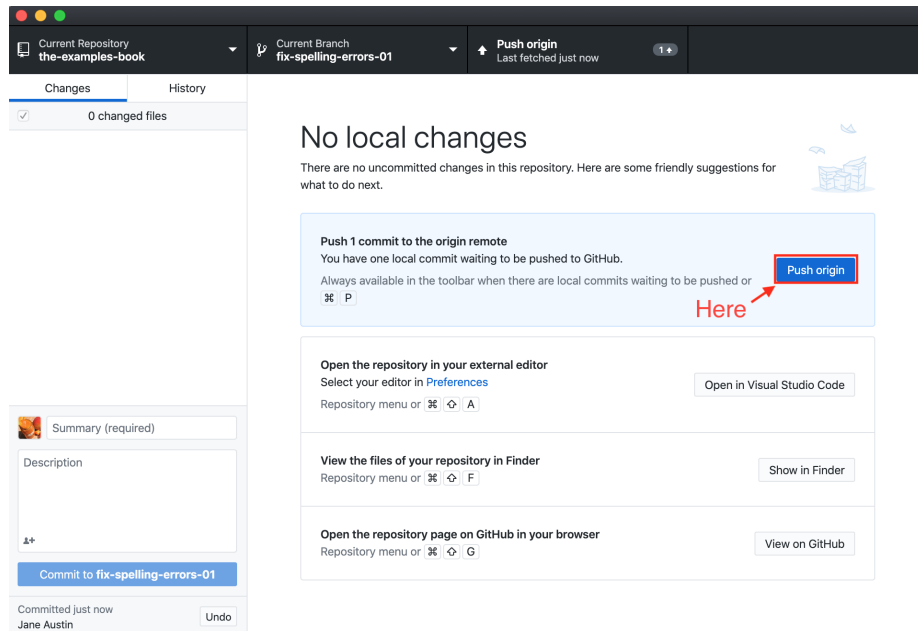 Current Repository
the-examples-book
Current Branch
fix-spelling-errors-01
Push origin
Last fetched just now
1
Changes
History
0 changed files
No local changes
There are no uncommitted changes in this repository. Here are some friendly suggestions for
what to do next.
Push 1 commit to the origin remote
You have one local commit waiting to be pushed to GitHub.
Always available in the toolbar when there are local commits waiting to be pushed or
⌘ P
Push origin
Here
Open the repository in your external editor
Select your editor in Preferences
Repository menu or ⌘ ⇧ A
Open in Visual Studio Code
View the files of your repository in Finder
Repository menu or ⌘ ⇧ F
Show in Finder
Open the repository page on GitHub in your browser
Repository menu or ⌘ ⇧ G
View on GitHub
Summary (required)
Description
Commit to fix-spelling-errors-01
Committed just now
Jane Austin
Undo